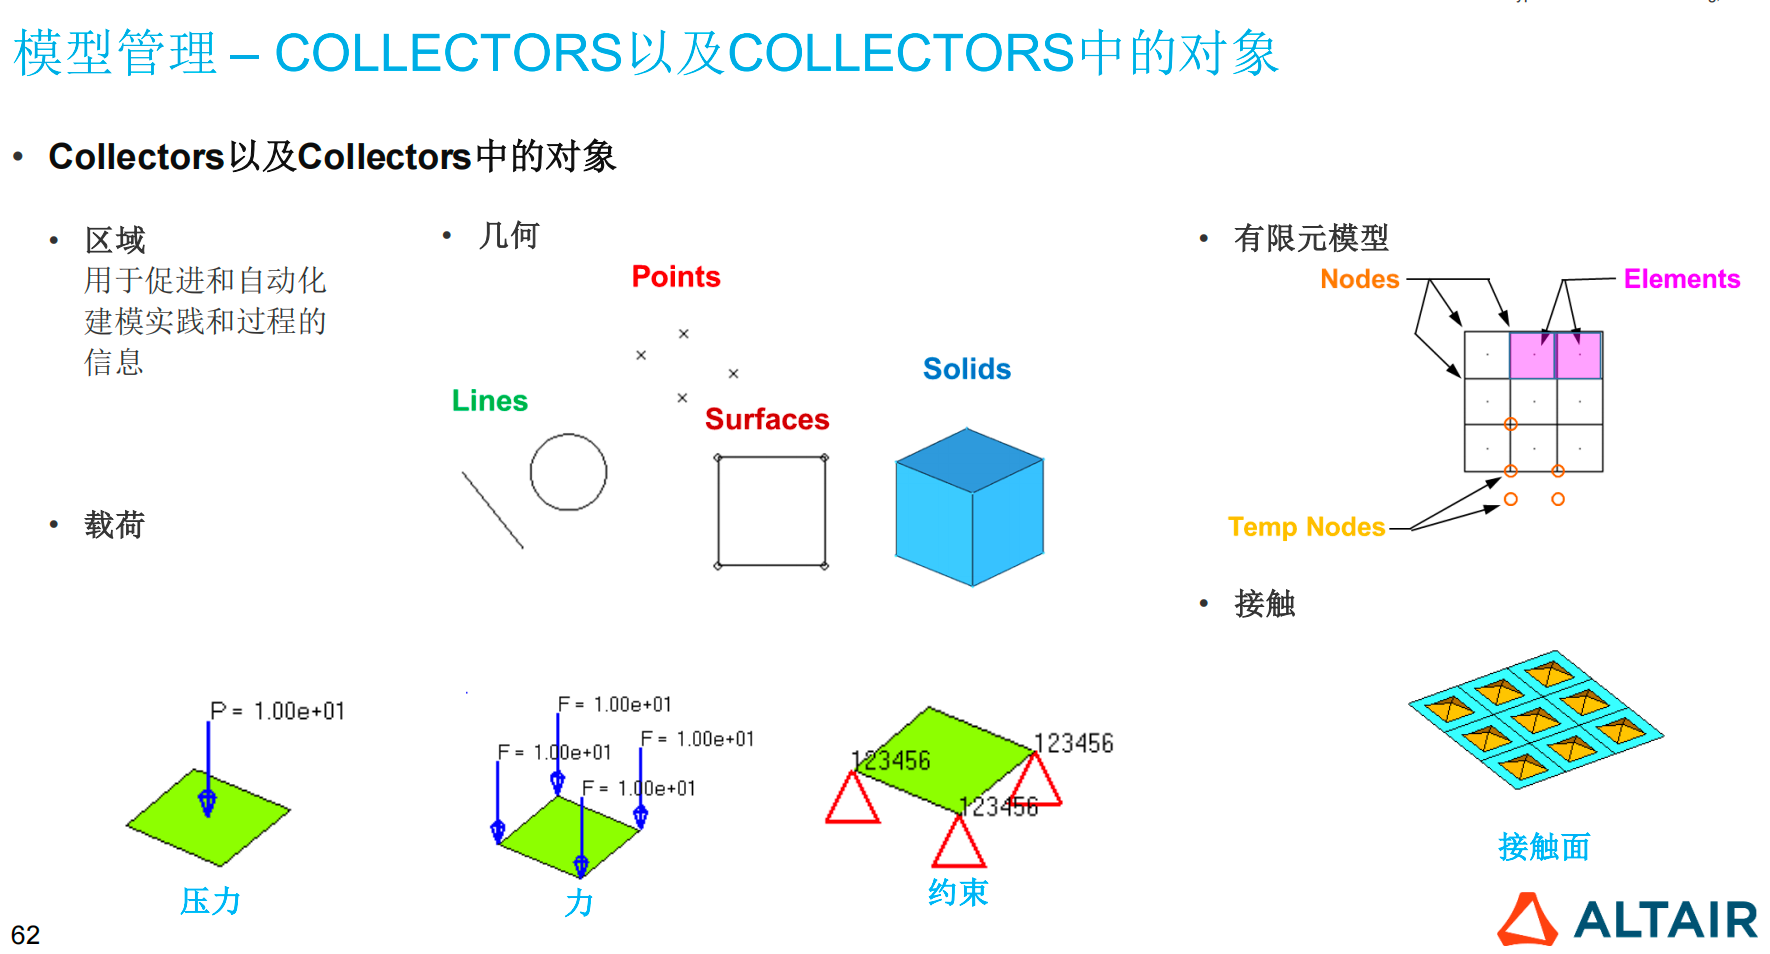 模型管理 – COLLECTORS以及COLLECTORS中的对象
• Collectors以及Collectors中的对象
• 区域
用于促进和自动化
建模实践和过程的
信息
• 载荷
• 几何
Points
Lines
Surfaces
Solids
• 有限元模型
Nodes
Elements
Temp Nodes
• 接触
P = 1.00e+01
压力
F = 1.00e+01
F = 1.00e+01
F = 1.00e+01
F = 1.00e+01
力
123456
123456
123456
约束
接触面
62
ALTAIR